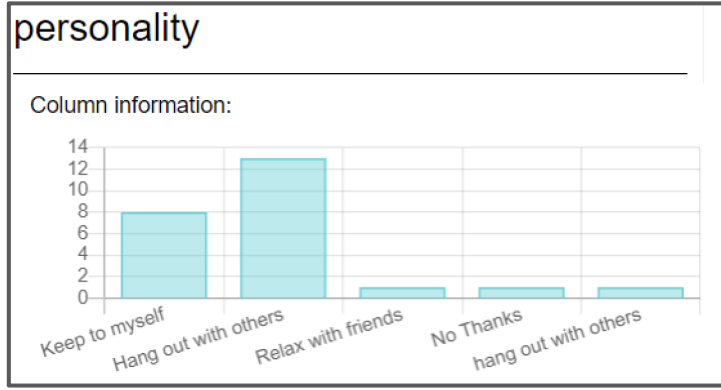 personality
Column information:
14
12
10
8
6
4
2
0
Keep to myself
Hang out with others
Relax with friends
No Thanks
hang out with others